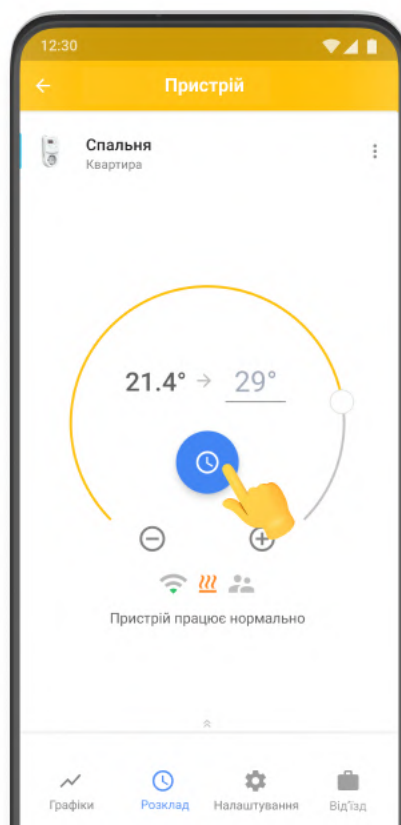 12:30
Пристрій
Спальня
Квартира
21.4° → 29°
Пристрій працює нормально
Графіки
Розклад
Налаштування
Від'їзд